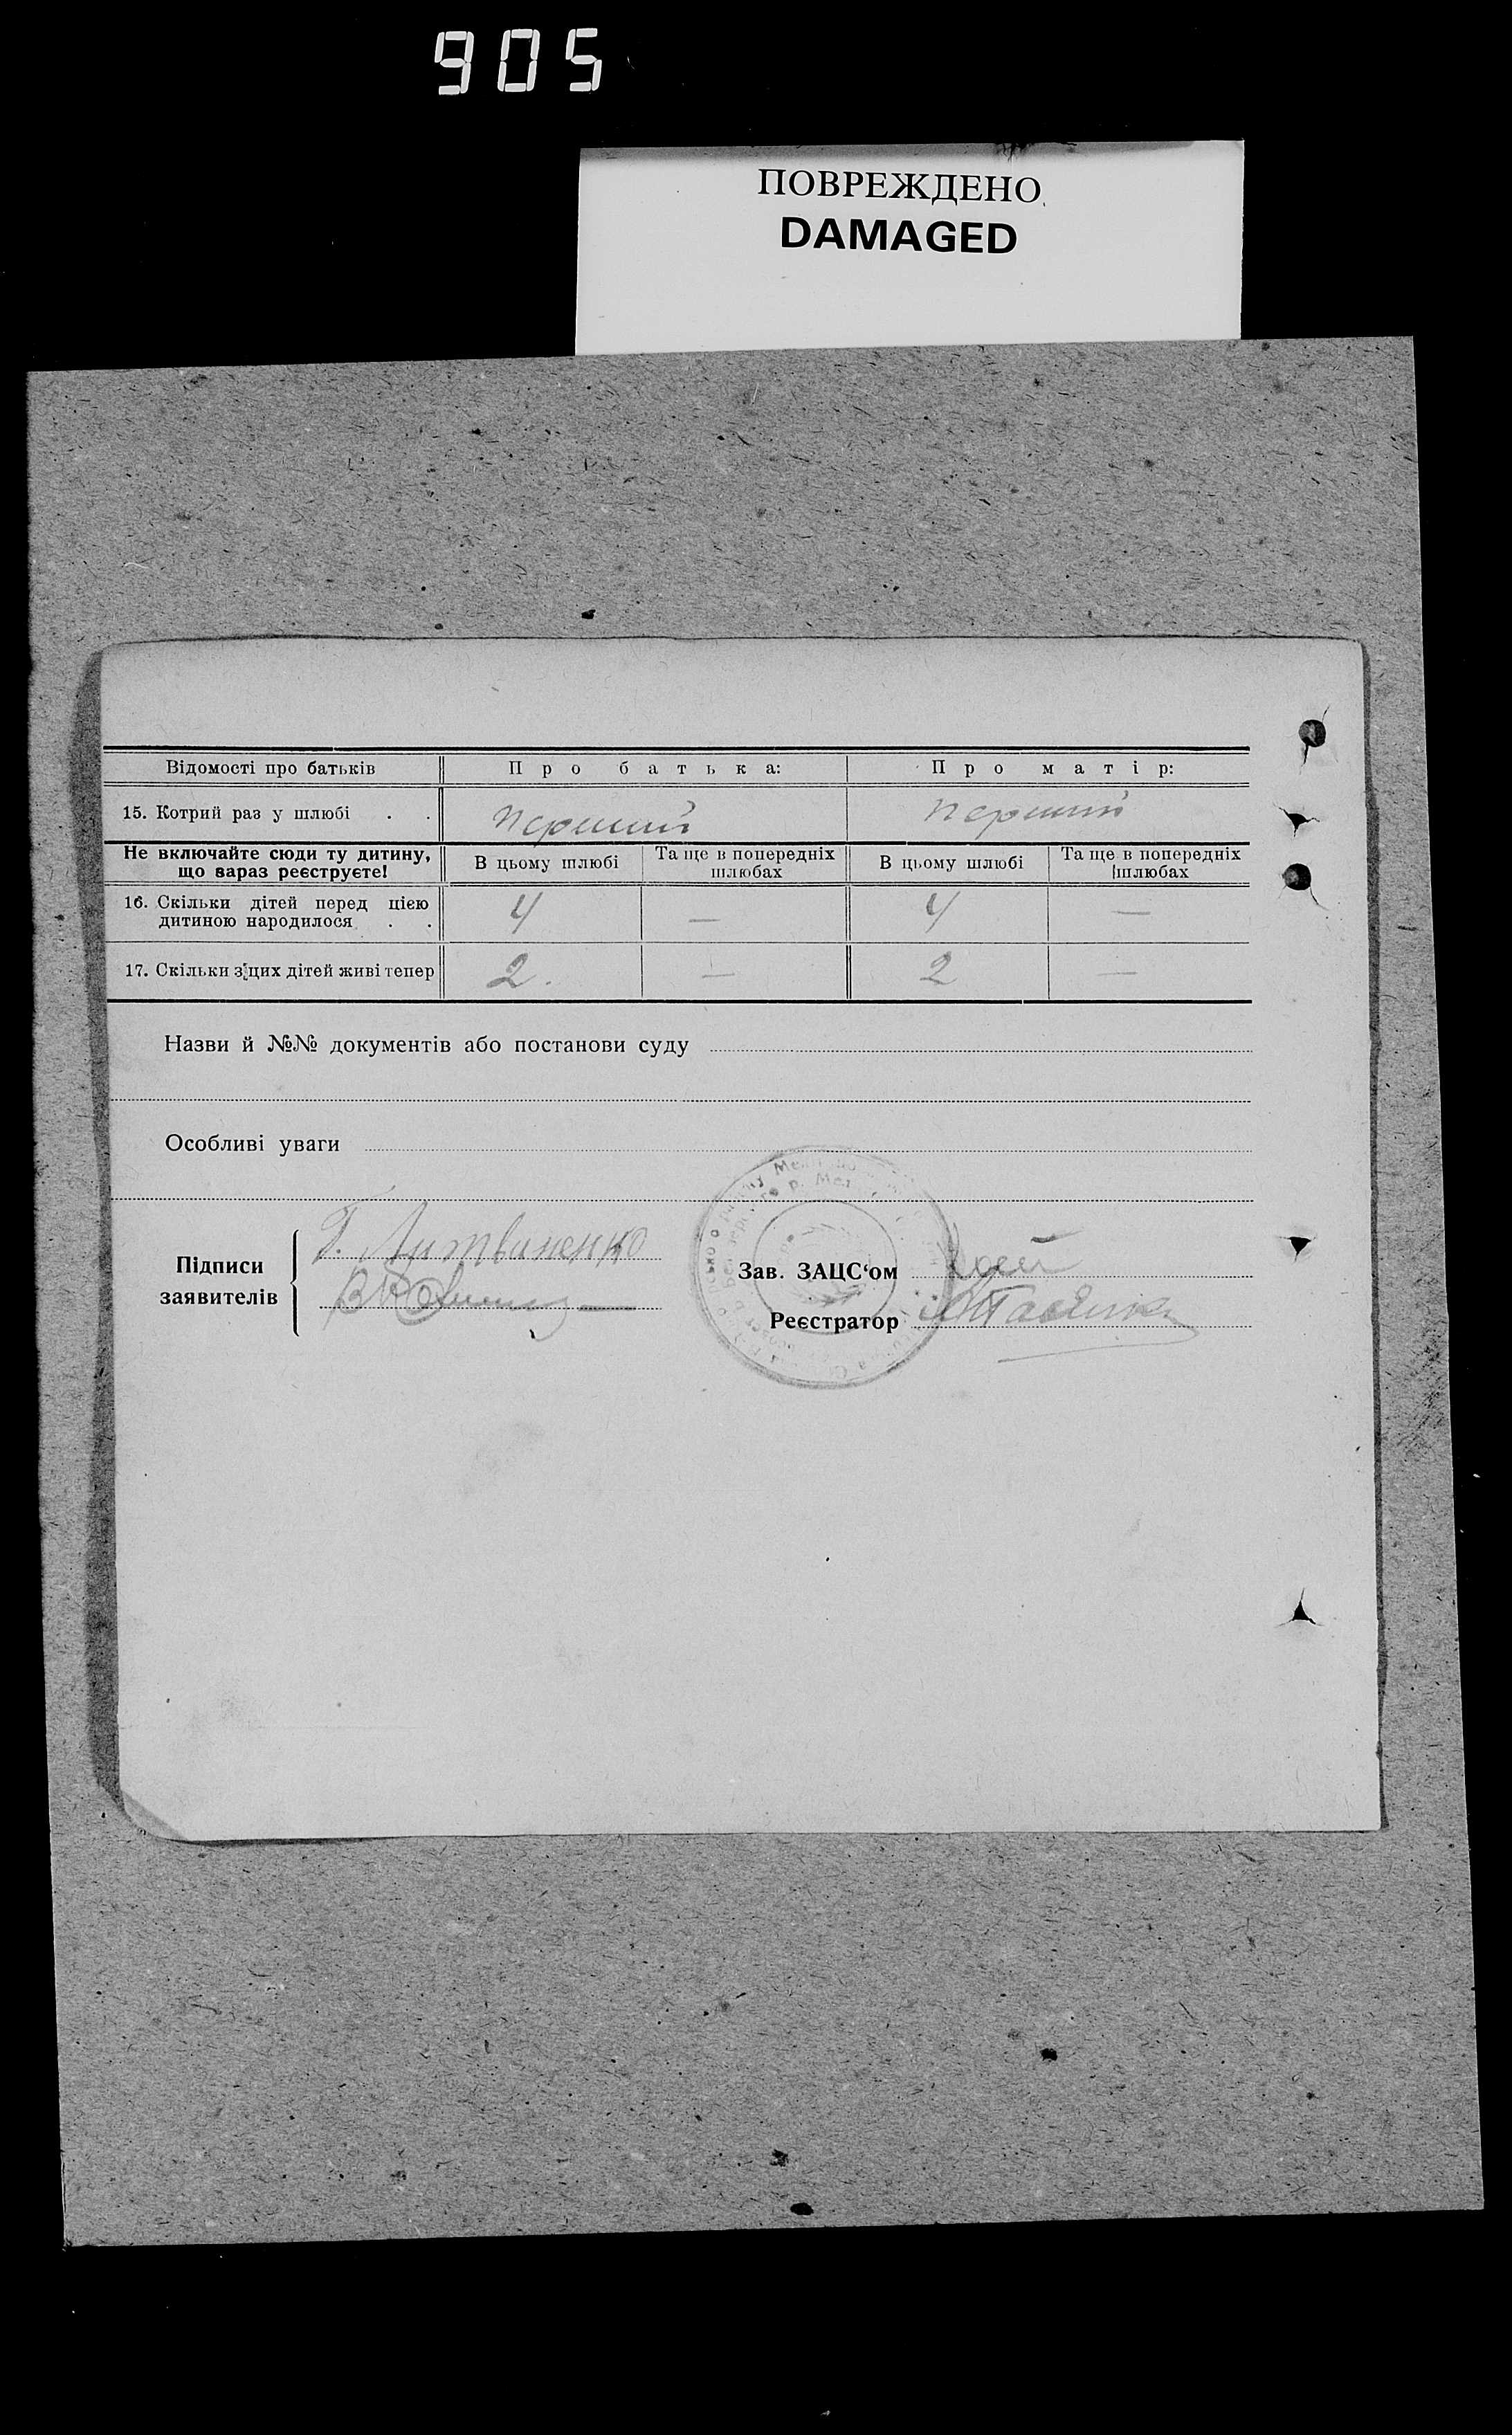 905
ПОВРЕЖДЕНО
DAMAGED
Відомості про батьків Про батька: Про матір:
15. Котрий раз у шлюбі . . перший перший
Не включайте сюди ту дитину, що вараз реєструєте! В цьому шлюбі Та ще в попередніх шлюбах В цьому шлюбі Та ще в попередніх шлюбах
16. Скільки дітей перед цією дитиною народилося . . 4 — 4 —
17. Скільки з цих дітей живі тепер 2. — 2 —
Назви й №№ документів або постанови суду
Особливі уваги
Підписи заявителів
Г. Литвиненко
Зав. ЗАЦС‘ом
Реєстратор